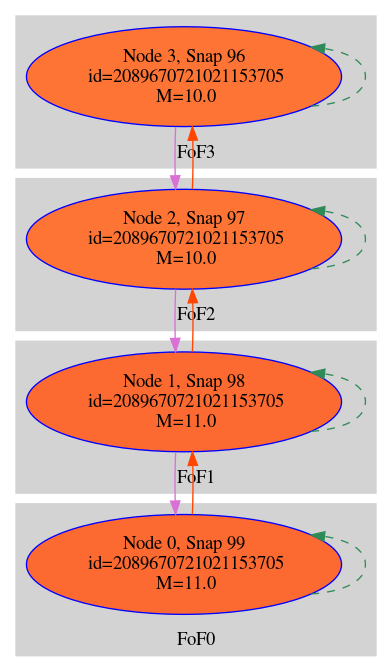 Node 3, Snap 96
id=2089670721021153705
M=10.0
FoF3
Node 2, Snap 97
id=2089670721021153705
M=10.0
FoF2
Node 1, Snap 98
id=2089670721021153705
M=11.0
FoF1
Node 0, Snap 99
id=2089670721021153705
M=11.0
FoF0